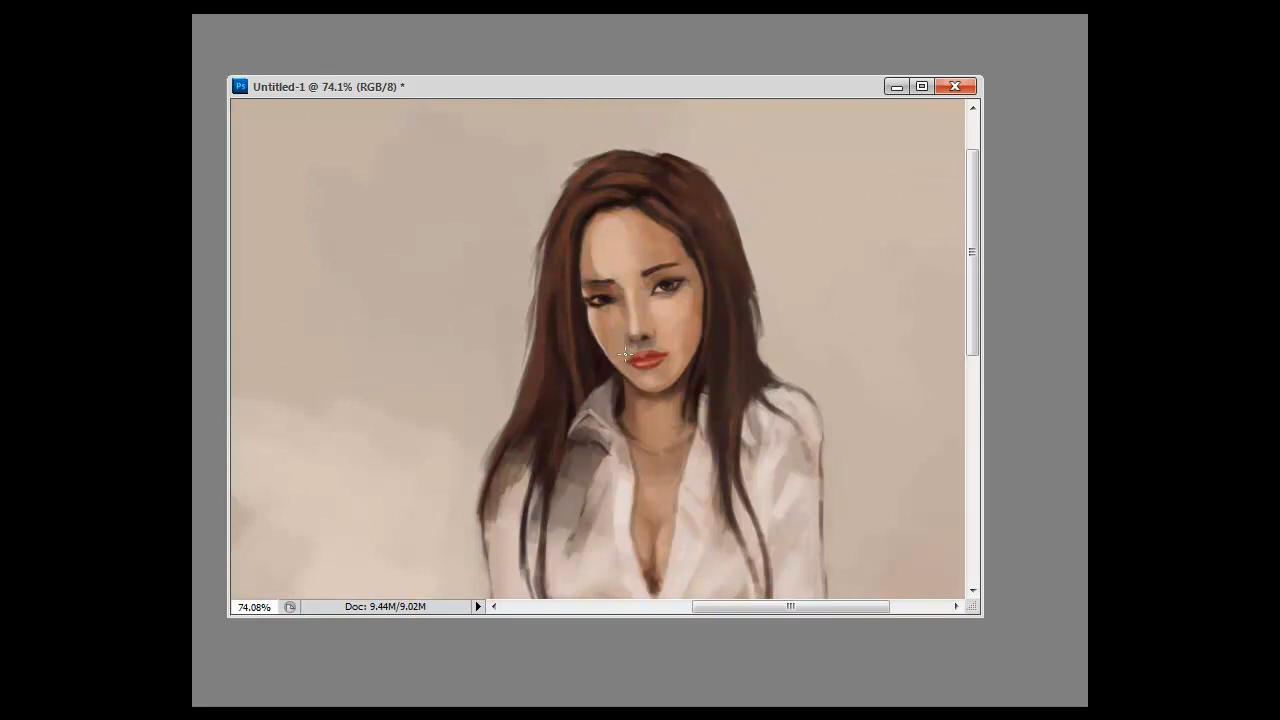 Ps Untitled-1 @ 74.1% (RGB/8) *
74.08% Doc: 9.44M/9.02M